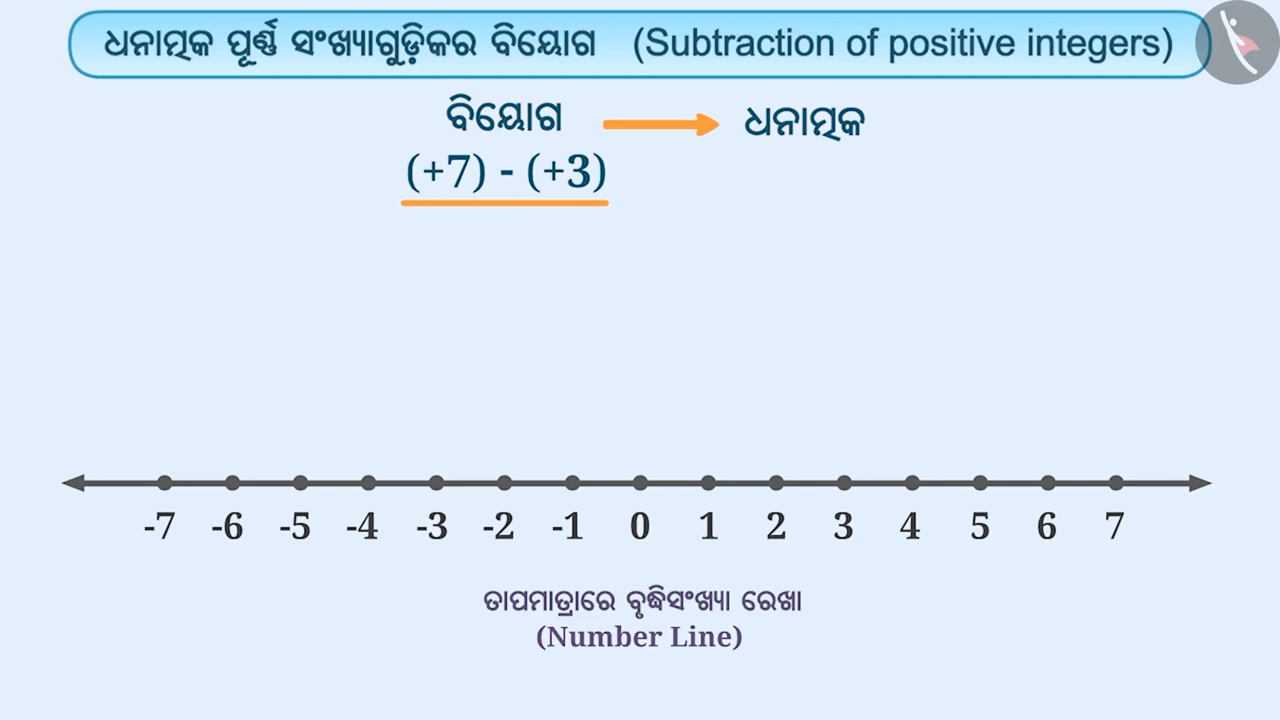 ଧନାତ୍ମକ ପୂର୍ଣ୍ଣ ସଂଖ୍ୟାଗୁଡ଼ିକର ବିୟୋଗ (Subtraction of positive integers)
ବିୟୋଗ ଧନାତ୍ମକ
(+7) - (+3)
-7 -6 -5 -4 -3 -2 -1 0 1 2 3 4 5 6 7
ତାପମାତ୍ରାରେ ବୃଦ୍ଧିସଂଖ୍ୟା ରେଖା
(Number Line)